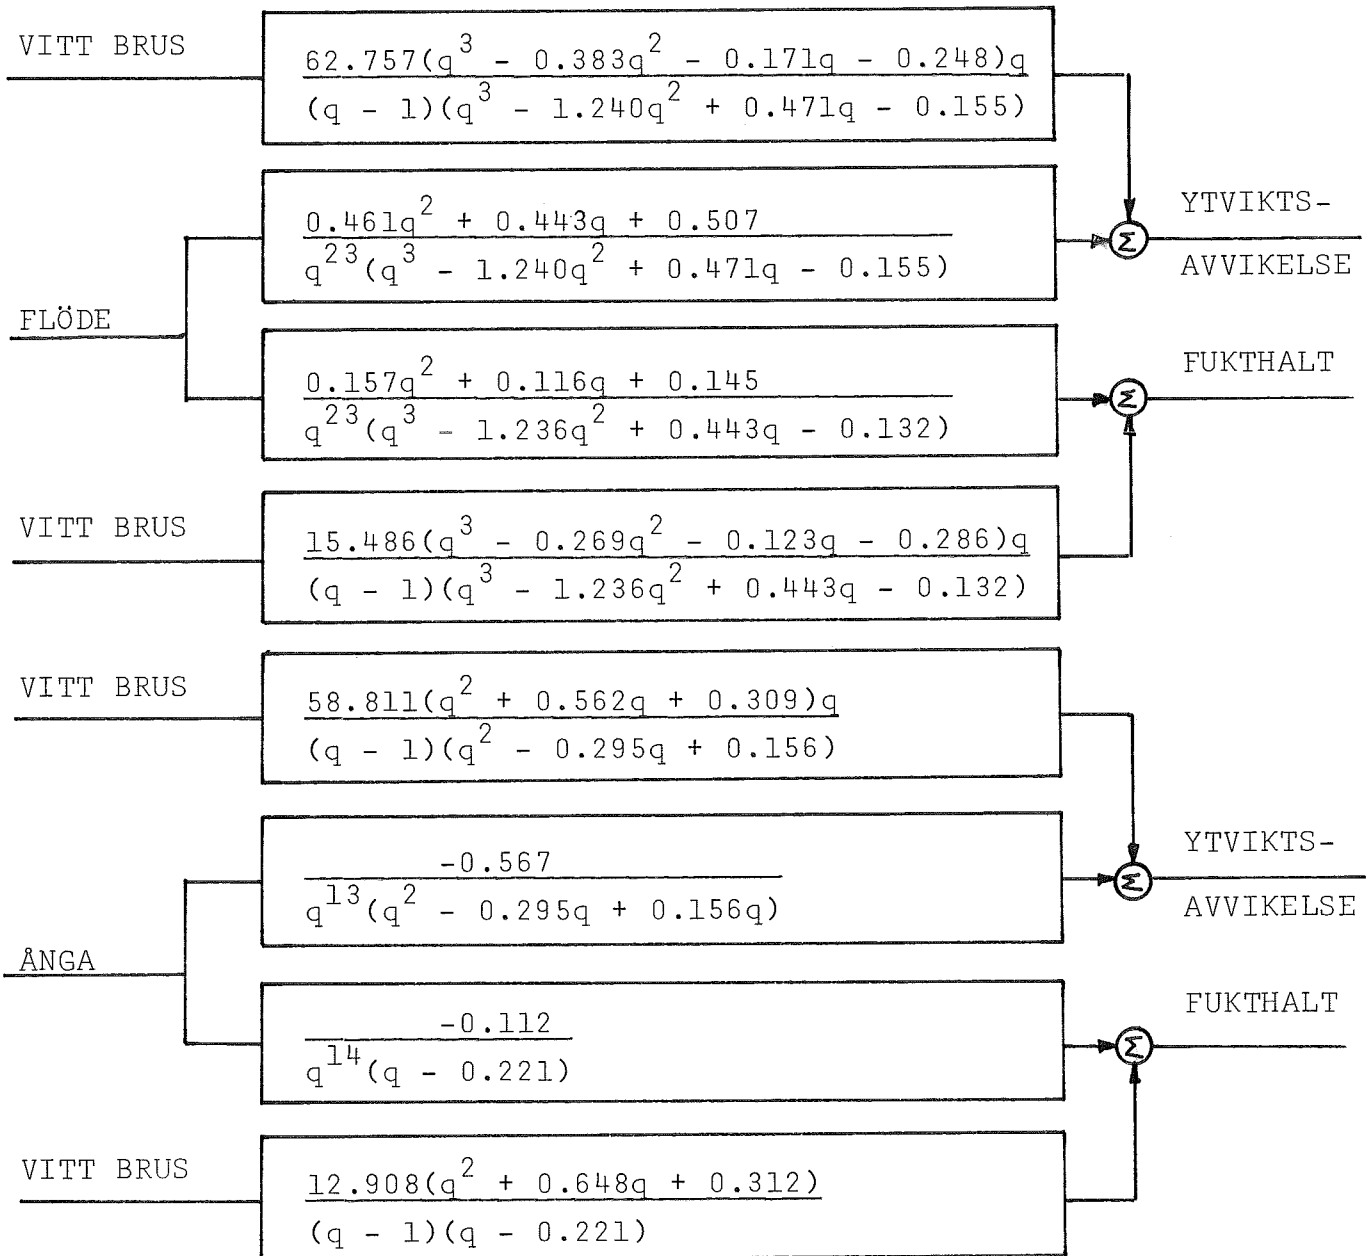 VITT BRUS
62.757(q^3 - 0.383q^2 - 0.171q - 0.248)q
(q - 1)(q^3 - 1.240q^2 + 0.471q - 0.155)
0.461q^2 + 0.443q + 0.507
q^23(q^3 - 1.240q^2 + 0.471q - 0.155)
Σ
YTVIKTS-
AVVIKELSE
FLÖDE
0.157q^2 + 0.116q + 0.145
q^23(q^3 - 1.236q^2 + 0.443q - 0.132)
Σ
FUKTHALT
VITT BRUS
15.486(q^3 - 0.269q^2 - 0.123q - 0.286)q
(q - 1)(q^3 - 1.236q^2 + 0.443q - 0.132)
VITT BRUS
58.811(q^2 + 0.562q + 0.309)q
(q - 1)(q^2 - 0.295q + 0.156)
-0.567
q^13(q^2 - 0.295q + 0.156q)
Σ
YTVIKTS-
AVVIKELSE
ÅNGA
-0.112
q^14(q - 0.221)
Σ
FUKTHALT
VITT BRUS
12.908(q^2 + 0.648q + 0.312)
(q - 1)(q - 0.221)